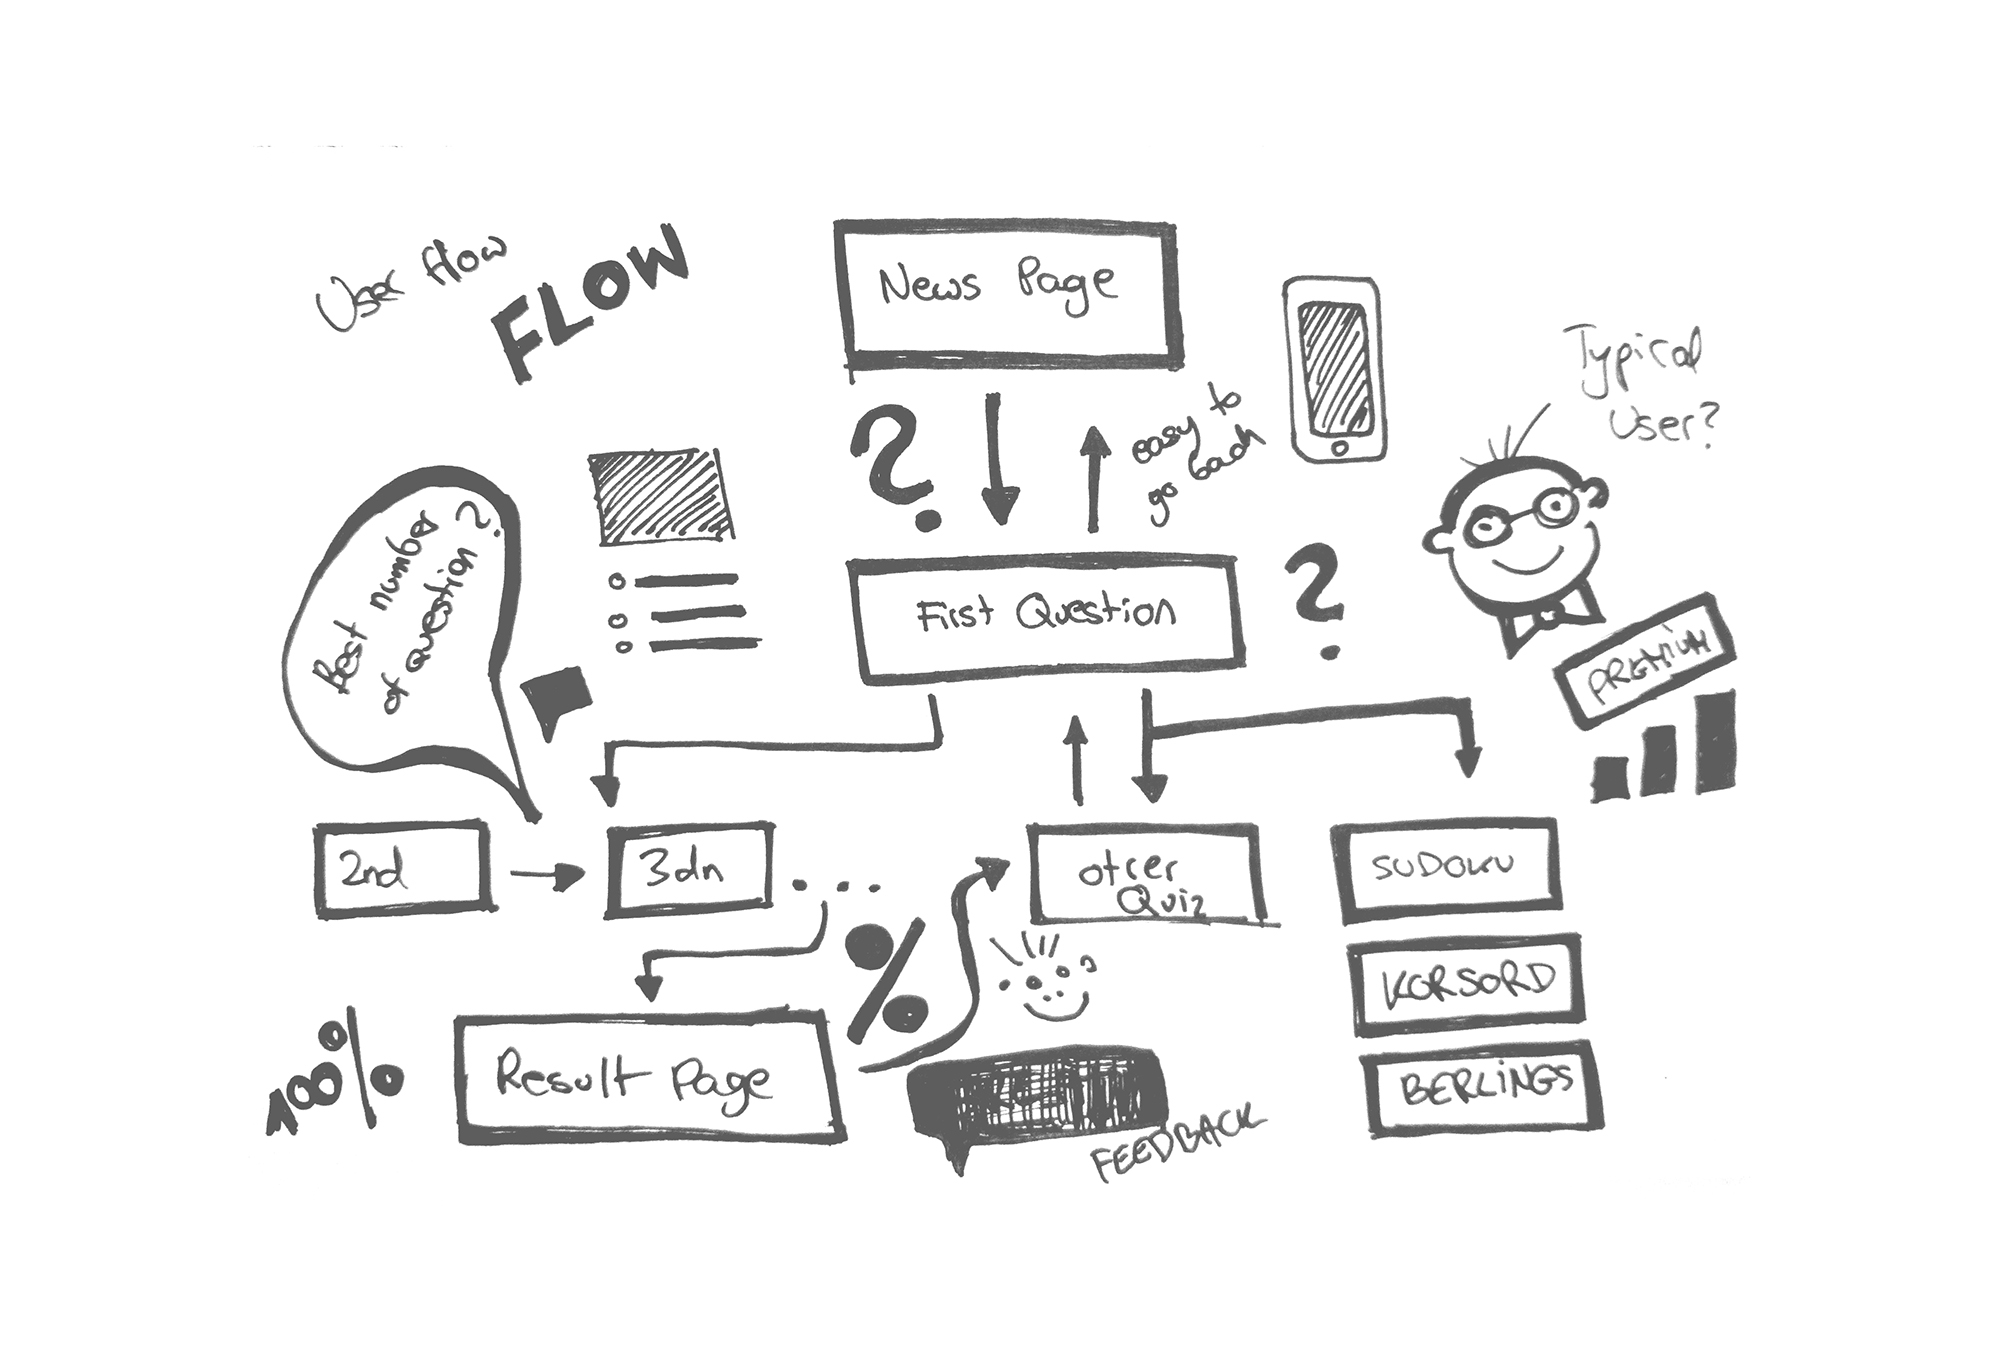 User flow
FLOW
News Page
easy to
go back
Typical
User?
?
Best number
of question?
First Question
?
PREMIUM
2nd
3dn
...
otrer
Quiz
SUDOKU
KORSORD
BERLINGS
%
100%
Result Page
FEEDBACK